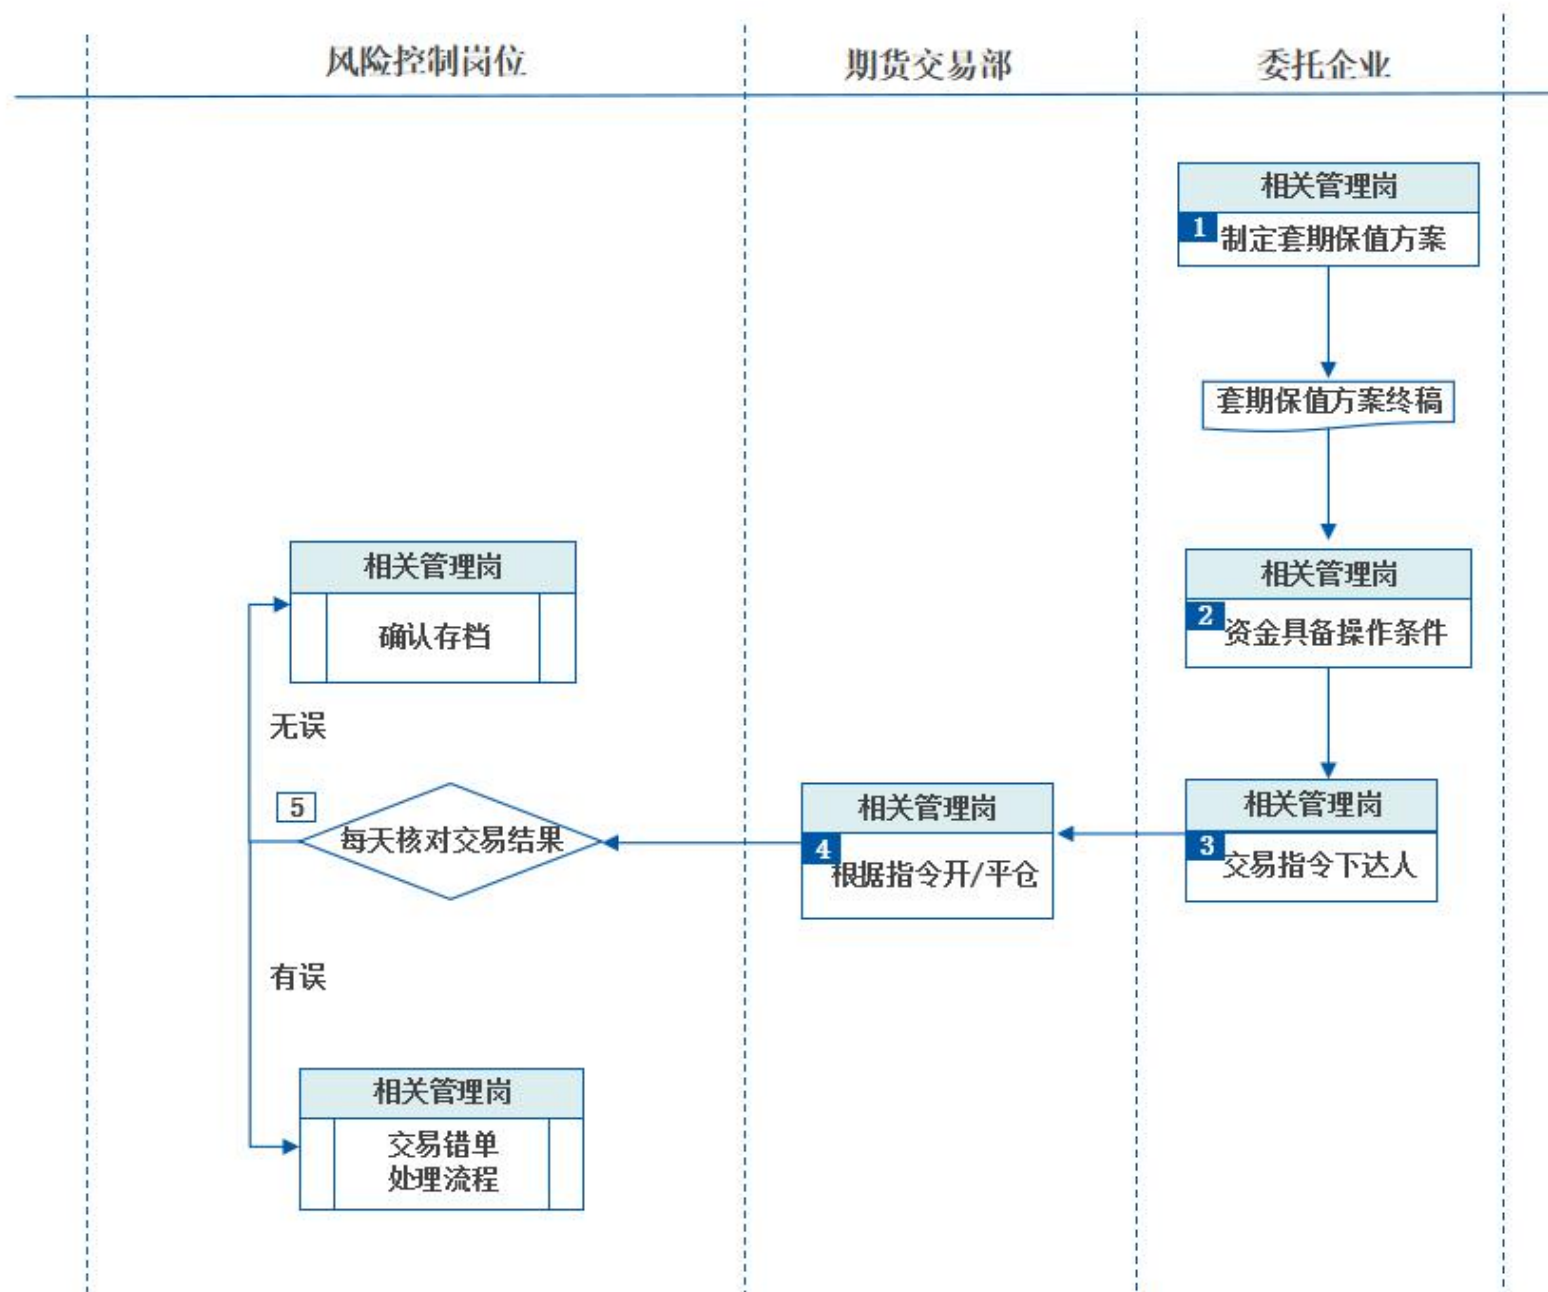 风险控制岗位
期货交易部
委托企业
相关管理岗
1
制定套期保值方案
套期保值方案终稿
相关管理岗
2
资金具备操作条件
相关管理岗
3
交易指令下达人
相关管理岗
4
根据指令开/平仓
5
每天核对交易结果
无误
相关管理岗
确认存档
有误
相关管理岗
交易错单
处理流程